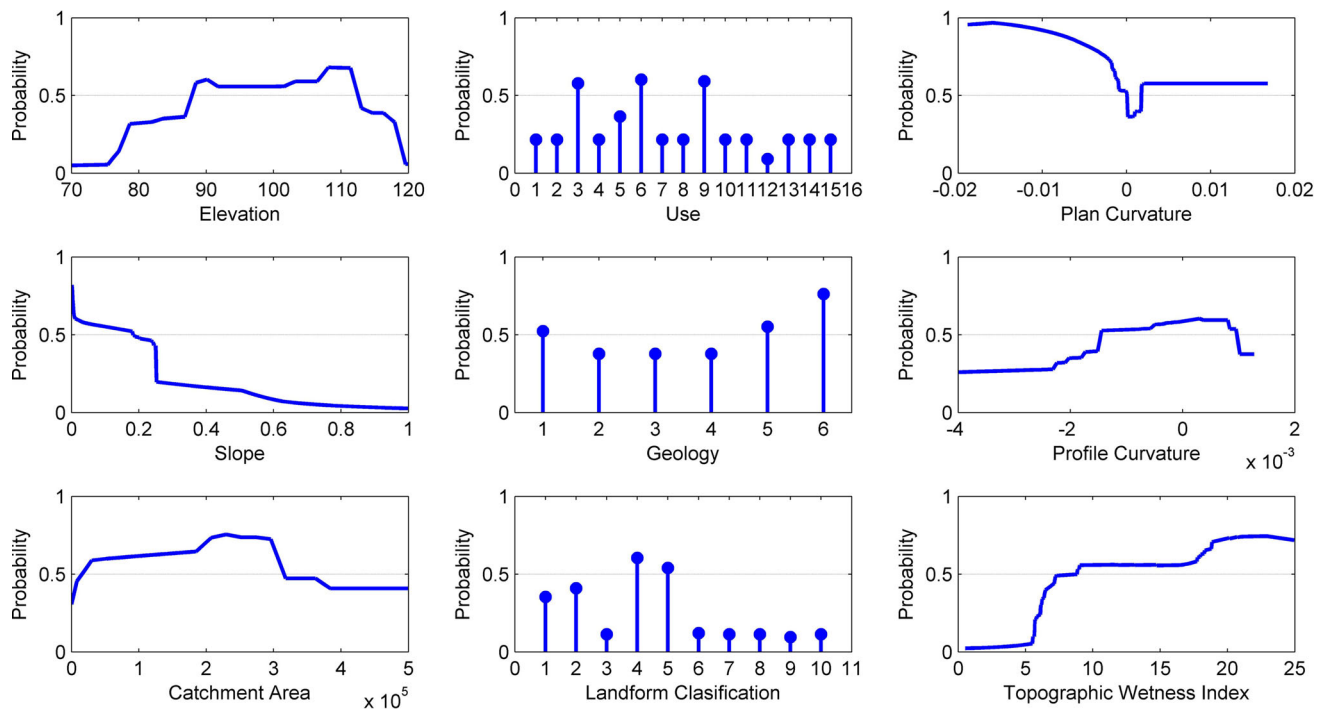 Probability
1
0.5
0
70 80 90 100 110 120
Elevation
Probability
1
0.5
0
0 1 2 3 4 5 6 7 8 9 10 11 12 13 14 15 16
Use
Probability
1
0.5
0
-0.02 -0.01 0 0.01 0.02
Plan Curvature
Probability
1
0.5
0
0 0.2 0.4 0.6 0.8 1
Slope
Probability
1
0.5
0
1 2 3 4 5 6
Geology
Probability
1
0.5
0
-4 -2 0 2
Profile Curvature
x 10⁻³
Probability
1
0.5
0
0 1 2 3 4 5
Catchment Area
x 10⁵
Probability
1
0.5
0
0 1 2 3 4 5 6 7 8 9 10 11
Landform Clasification
Probability
1
0.5
0
0 5 10 15 20 25
Topographic Wetness Index